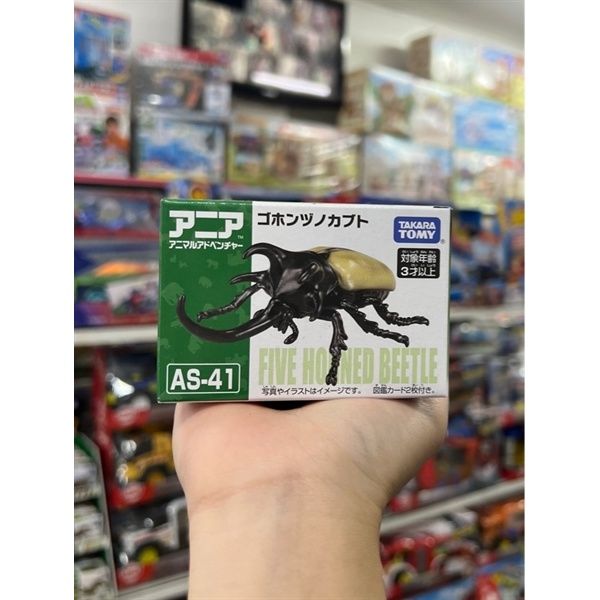 アニア™
アニマルアドベンチャー
ゴホンヅノカブト
TAKARA
TOMY®
対象年齢
3才以上
AS-41
FIVE HORNED BEETLE
写真やイラストはイメージです。 図鑑カード2枚付き。